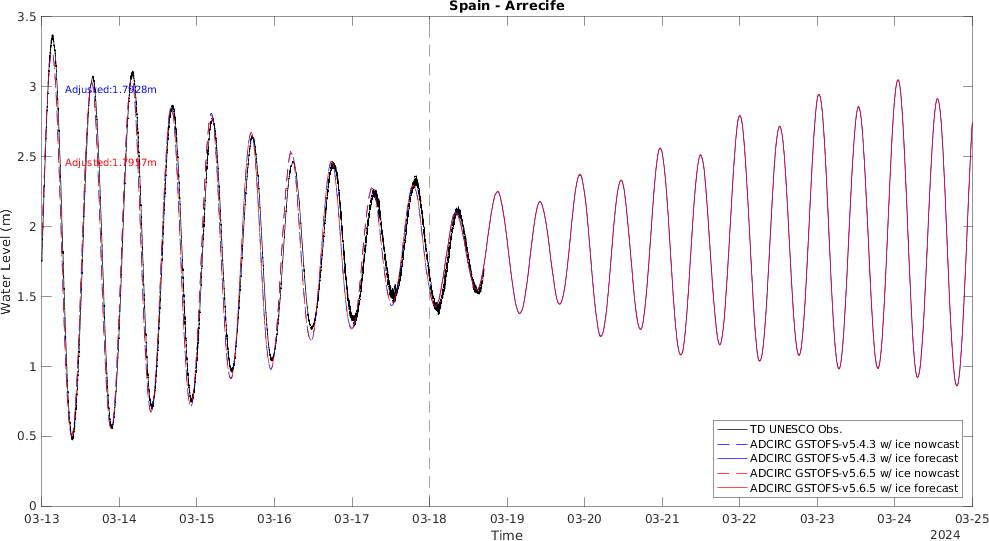 Spain - Arrecife
3.5
3
2.5
2
1.5
1
0.5
0
Water Level (m)
Adjusted:1.7928m
Adjusted:1.7957m
TD UNESCO Obs.
ADCIRC GSTOFS-v5.4.3 w/ ice nowcast
ADCIRC GSTOFS-v5.4.3 w/ ice forecast
ADCIRC GSTOFS-v5.6.5 w/ ice nowcast
ADCIRC GSTOFS-v5.6.5 w/ ice forecast
03-13 03-14 03-15 03-16 03-17 03-18 03-19 03-20 03-21 03-22 03-23 03-24 03-25
Time
2024